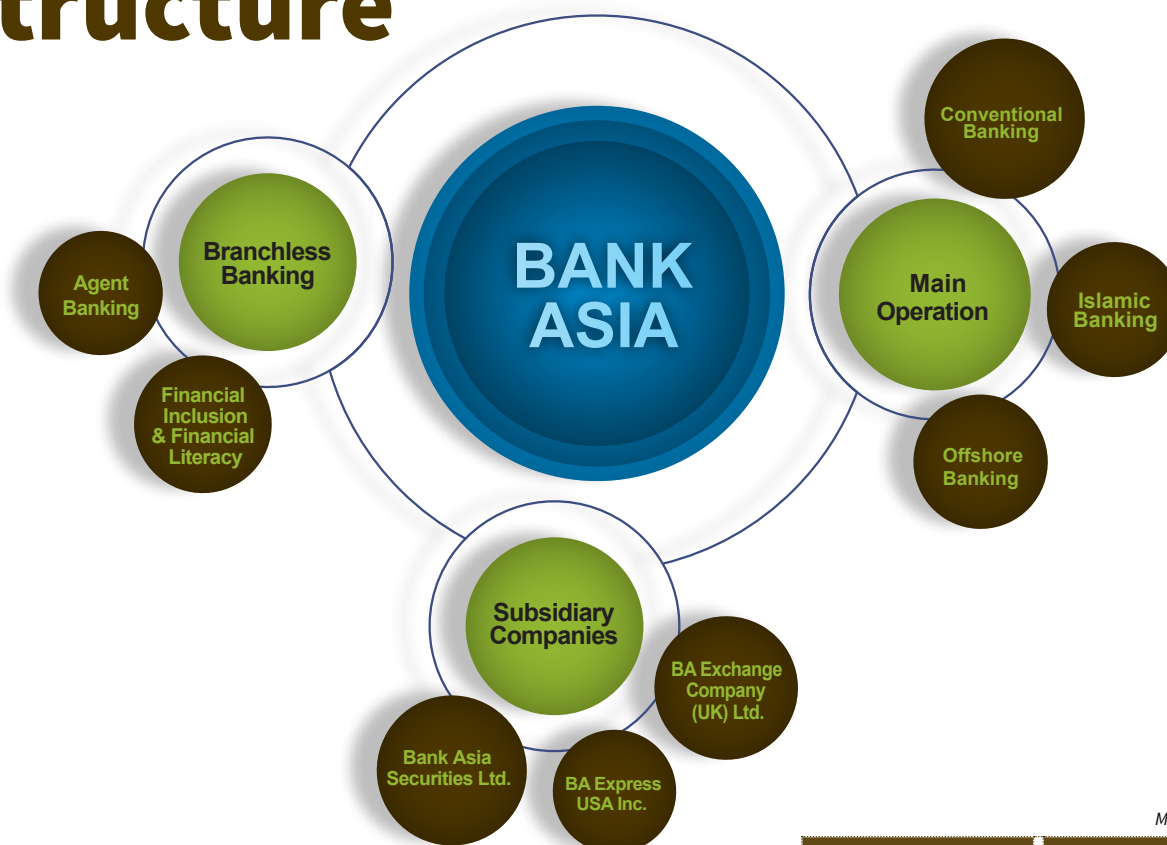 tructure
BANK
ASIA
Branchless
Banking
Agent
Banking
Financial
Inclusion
& Financial
Literacy
Main
Operation
Conventional
Banking
Islamic
Banking
Offshore
Banking
Subsidiary
Companies
BA Exchange
Company
(UK) Ltd.
Bank Asia
Securities Ltd.
BA Express
USA Inc.
M